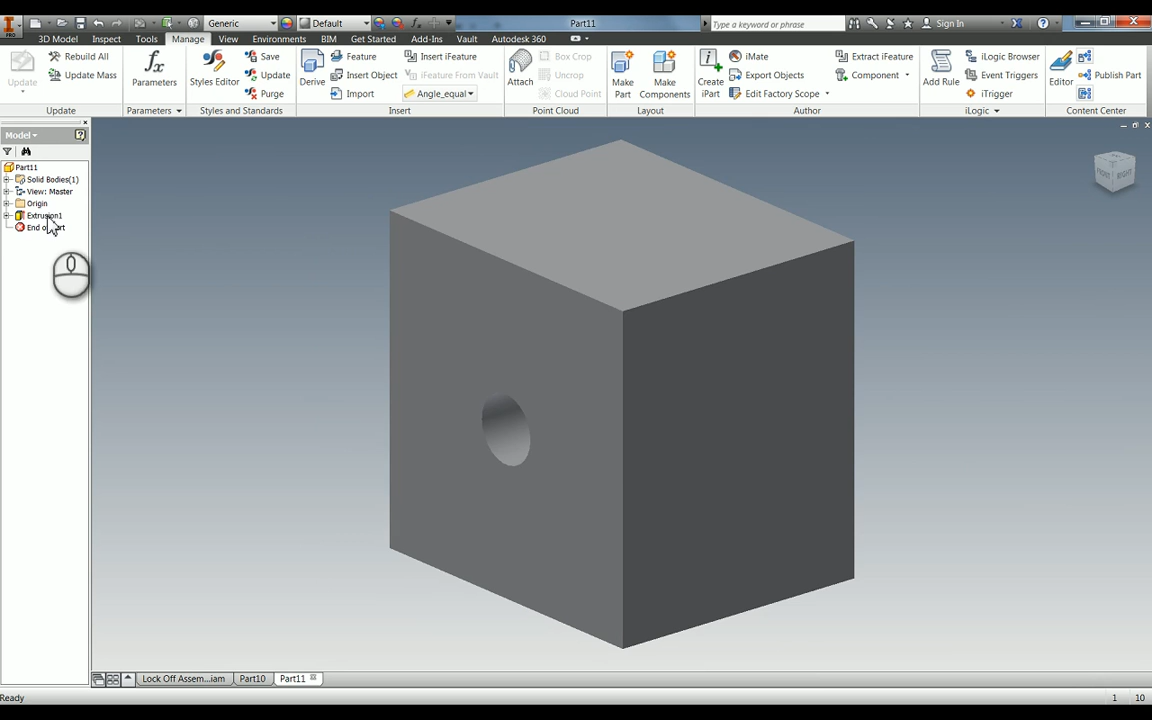 PRO
Generic
Default
Part11
Type a keyword or phrase
Sign In
3D Model Inspect Tools Manage View Environments BIM Get Started Add-Ins Vault Autodesk 360
Update
Rebuild All
Update Mass
Update
fx
Parameters
Parameters
Styles Editor
Save
Update
Purge
Styles and Standards
Derive
Feature
Insert Object
Import
Insert iFeature
iFeature From Vault
Angle_equal
Insert
Attach
Box Crop
Uncrop
Cloud Point
Point Cloud
Make Part
Make Components
Layout
Create iPart
iMate
Export Objects
Edit Factory Scope
Extract iFeature
Component
Author
Add Rule
iLogic Browser
Event Triggers
iTrigger
iLogic
Editor
Publish Part
Content Center
Model
Part11
Solid Bodies(1)
View: Master
Origin
Extrusion1
FRONT RIGHT
Lock Off Assem...iam Part10 Part11
Ready
1 10